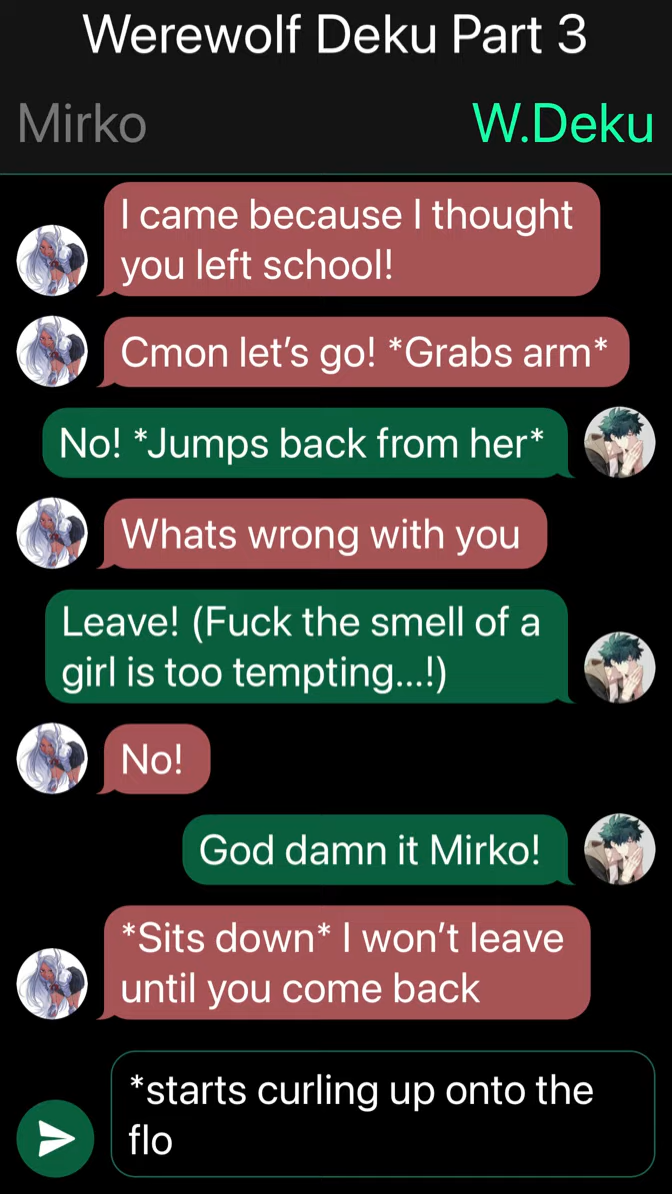 Werewolf Deku Part 3
Mirko
W.Deku
I came because I thought
you left school!
Cmon let’s go! *Grabs arm*
No! *Jumps back from her*
Whats wrong with you
Leave! (Fuck the smell of a
girl is too tempting...!)
No!
God damn it Mirko!
*Sits down* I won’t leave
until you come back
*starts curling up onto the
flo